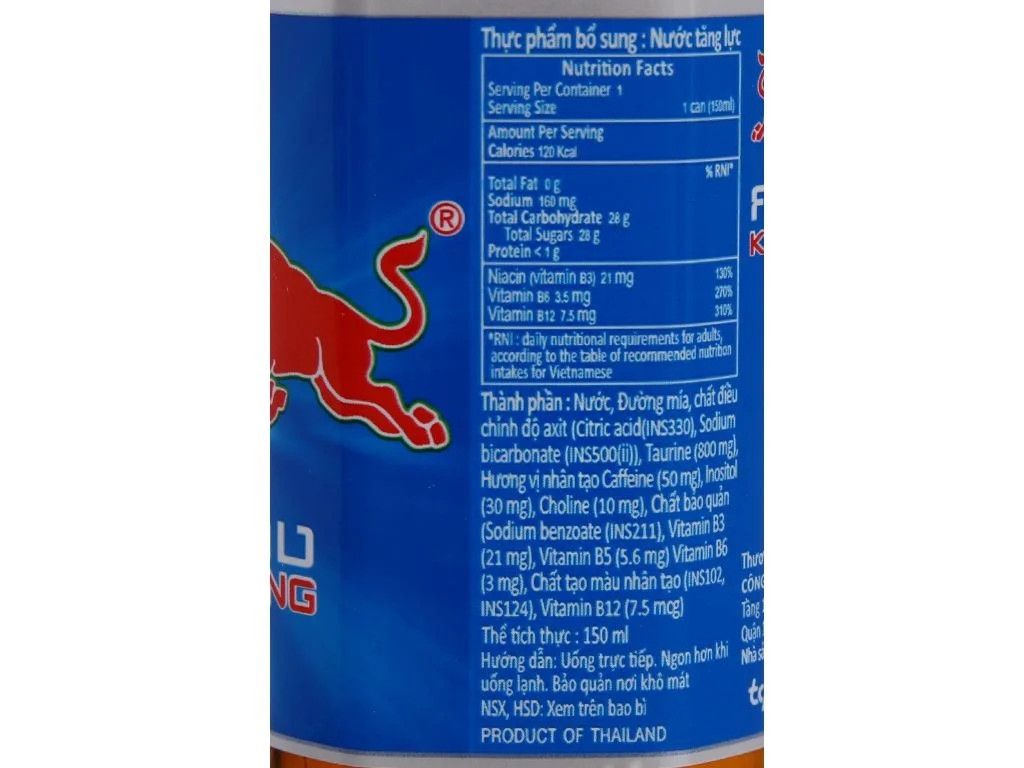 Thực phẩm bổ sung : Nước tăng lực
Nutrition Facts
Serving Per Container 1
Serving Size 1 can (150ml)
Amount Per Serving
Calories 120 Kcal
% RNI*
Total Fat 0 g
Sodium 160 mg
Total Carbohydrate 28 g
Total Sugars 28 g
Protein < 1 g
Niacin (vitamin B3) 21 mg 130%
Vitamin B6 3.5 mg 270%
Vitamin B12 7.5 mg 310%
*RNI : daily nutritional requirements for adults,
according to the table of recommended nutrition
intakes for Vietnamese
Thành phần : Nước, Đường mía, chất điều
chỉnh độ axit (Citric acid(INS330), Sodium
bicarbonate (INS500(ii)), Taurine (800 mg),
Hương vị nhân tạo Caffeine (50 mg), Inositol
(30 mg), Choline (10 mg), Chất bảo quản
(Sodium benzoate (INS211), Vitamin B3
(21 mg), Vitamin B5 (5.6 mg) Vitamin B6
(3 mg), Chất tạo màu nhân tạo (INS102,
INS124), Vitamin B12 (7.5 mcg)
Thể tích thực : 150 ml
Hướng dẫn: Uống trực tiếp. Ngon hơn khi
uống lạnh. Bảo quản nơi khô mát
NSX, HSD: Xem trên bao bì
PRODUCT OF THAILAND
®
NG
Thươ
CÔNG
Tầng
Quận